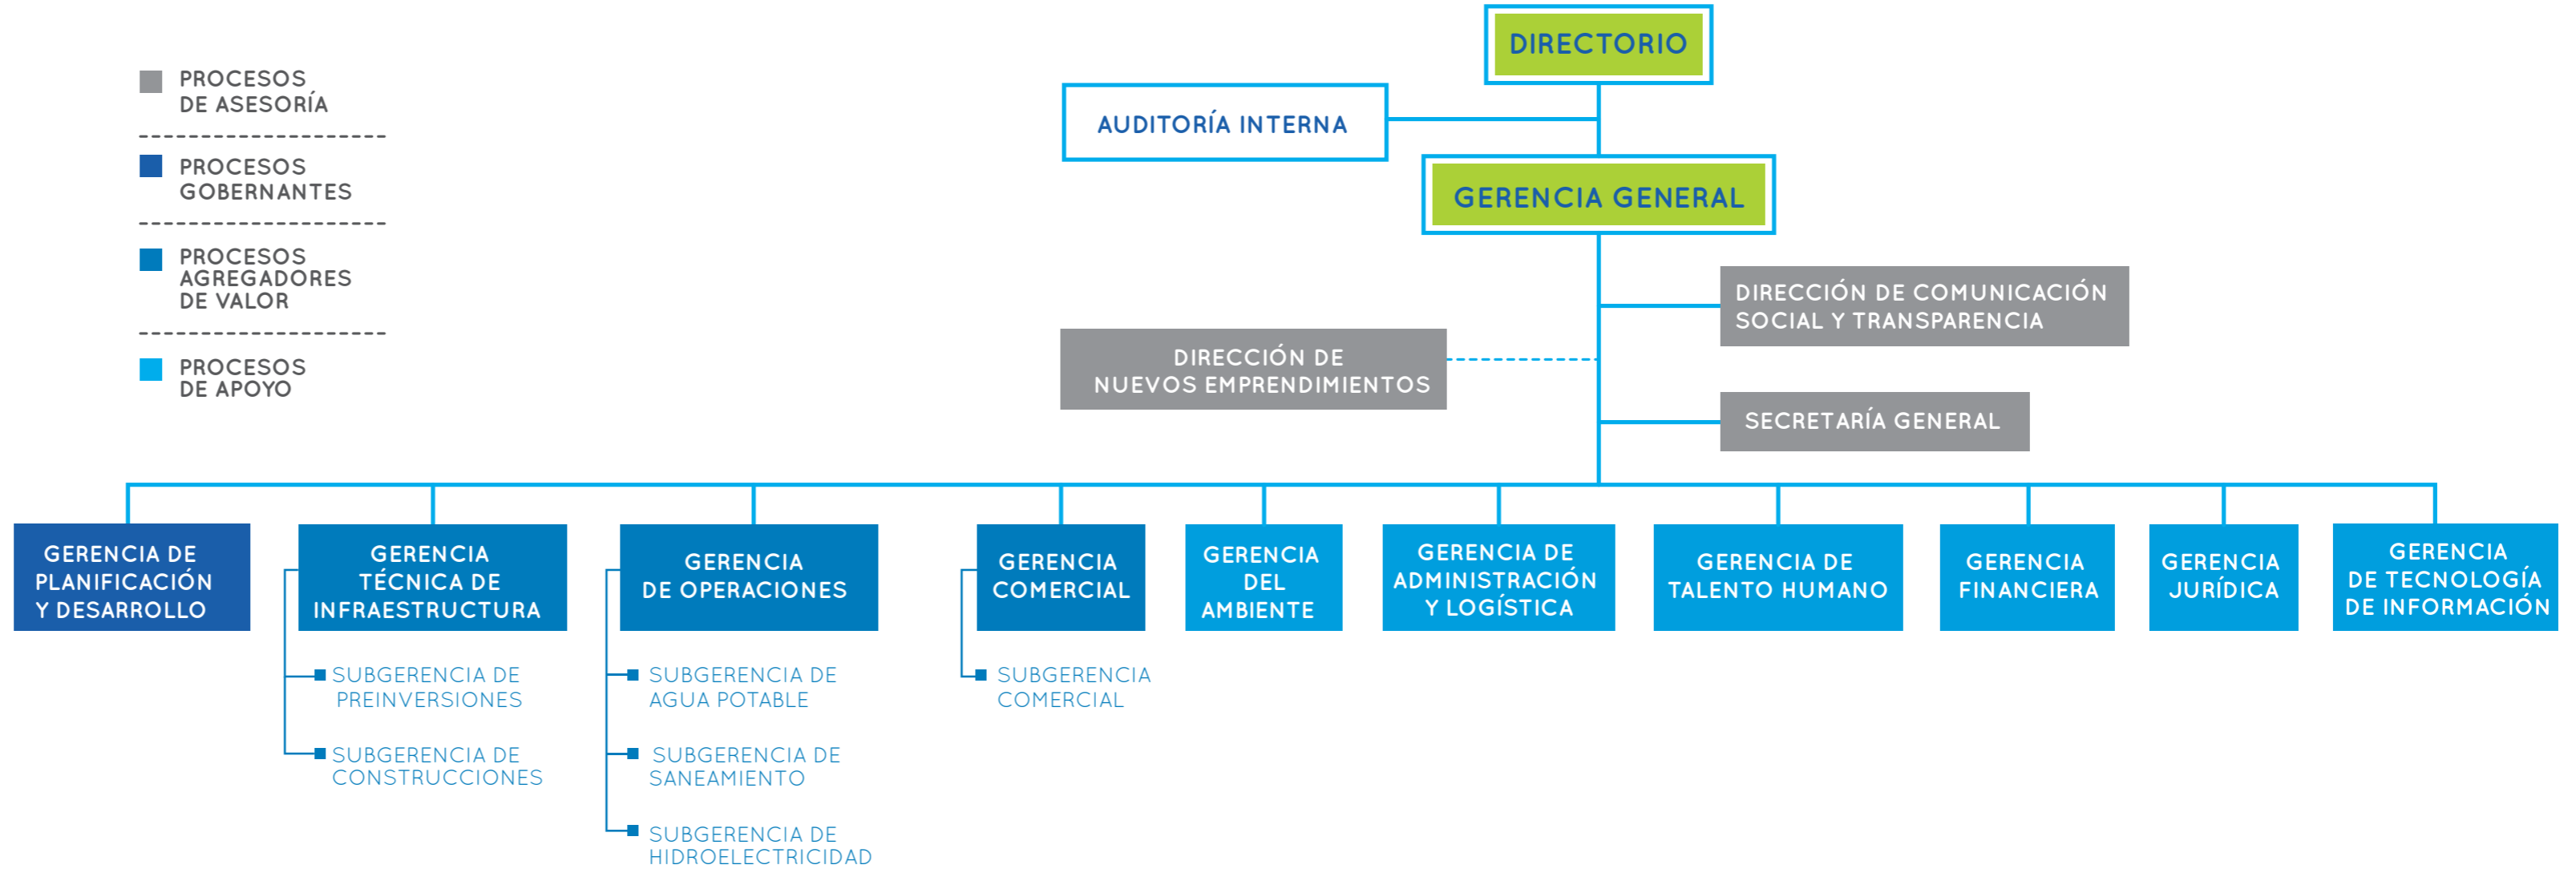 PROCESOS
DE ASESORÍA
PROCESOS
GOBERNANTES
PROCESOS
AGREGADORES
DE VALOR
PROCESOS
DE APOYO
DIRECTORIO
AUDITORÍA INTERNA
GERENCIA GENERAL
DIRECCIÓN DE COMUNICACIÓN
SOCIAL Y TRANSPARENCIA
DIRECCIÓN DE
NUEVOS EMPRENDIMIENTOS
SECRETARÍA GENERAL
GERENCIA DE
PLANIFICACIÓN
Y DESARROLLO
GERENCIA
TÉCNICA DE
INFRAESTRUCTURA
SUBGERENCIA DE
PREINVERSIONES
SUBGERENCIA DE
CONSTRUCCIONES
GERENCIA
DE OPERACIONES
SUBGERENCIA DE
AGUA POTABLE
SUBGERENCIA DE
SANEAMIENTO
SUBGERENCIA DE
HIDROELECTRICIDAD
GERENCIA
COMERCIAL
SUBGERENCIA
COMERCIAL
GERENCIA
DEL
AMBIENTE
GERENCIA DE
ADMINISTRACIÓN
Y LOGÍSTICA
GERENCIA DE
TALENTO HUMANO
GERENCIA
FINANCIERA
GERENCIA
JURÍDICA
GERENCIA
DE TECNOLOGÍA
DE INFORMACIÓN